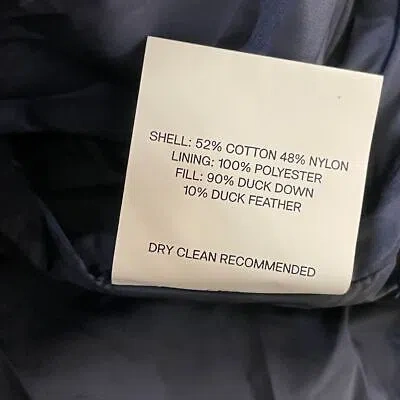 SHELL: 52% COTTON 48% NYLON
LINING: 100% POLYESTER
FILL: 90% DUCK DOWN
10% DUCK FEATHER
DRY CLEAN RECOMMENDED